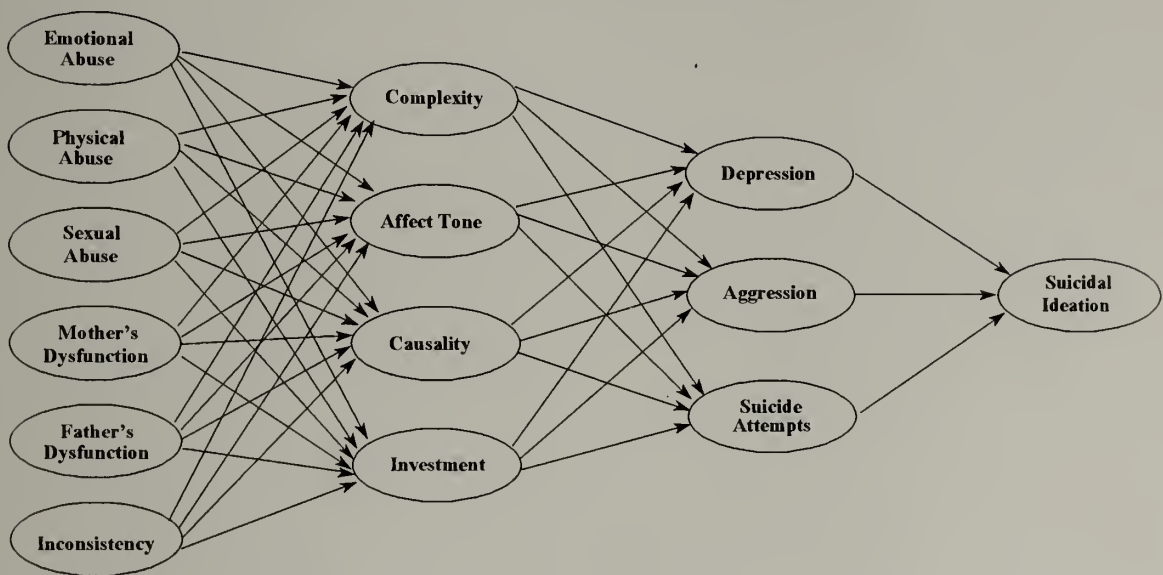 Emotional
Abuse
Physical
Abuse
Sexual
Abuse
Mother's
Dysfunction
Father's
Dysfunction
Inconsistency
Complexity
Affect Tone
Causality
Investment
Depression
Aggression
Suicide
Attempts
Suicidal
Ideation